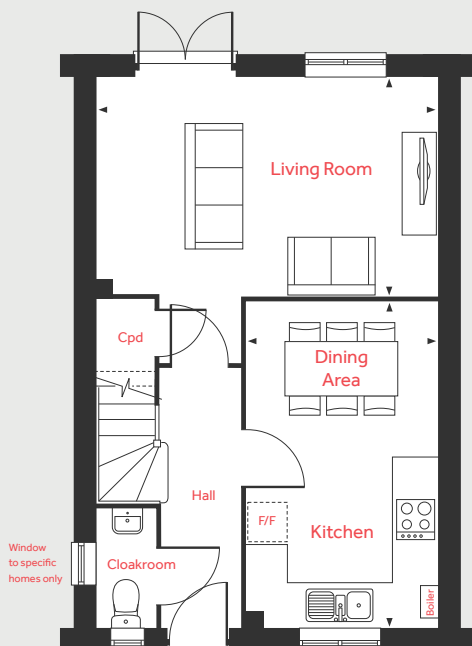 Living Room
Cpd
Dining
Area
Hall
F/F
Kitchen
Window
to specific
homes only
Cloakroom
Boiler